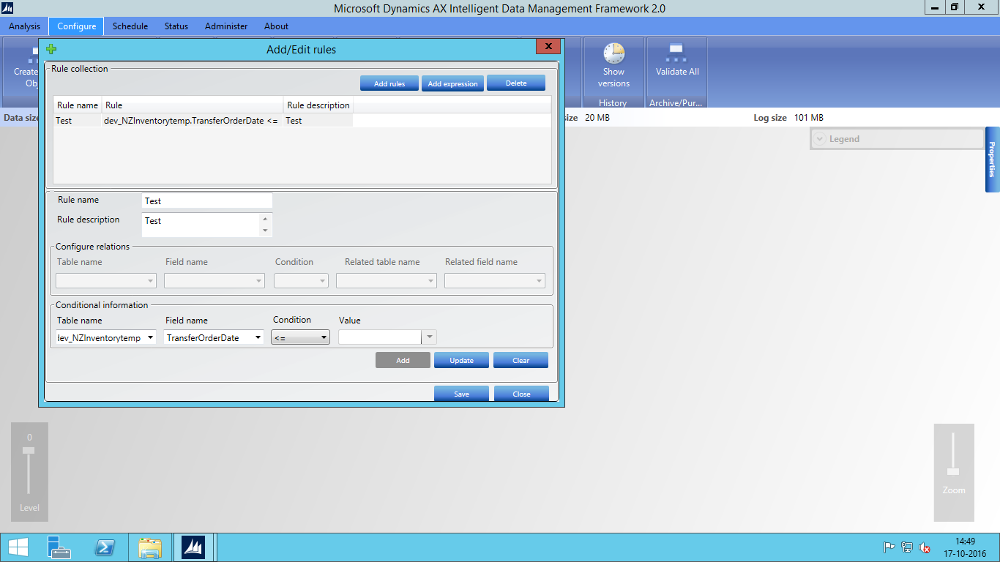 Microsoft Dynamics AX Intelligent Data Management Framework 2.0
Analysis Configure Schedule Status Administer About
Add/Edit rules
Create
Obj
Show versions
History
Validate All
Archive/Pur...
Data size
size 20 MB
Log size 101 MB
Legend
Properties
Rule collection
Add rules Add expression Delete
Rule name Rule Rule description
Test dev_NZInventorytemp.TransferOrderDate <= Test
Rule name Test
Rule description Test
Configure relations
Table name Field name Condition Related table name Related field name
Conditional information
Table name Field name Condition Value
dev_NZInventorytemp TransferOrderDate <=
Add Update Clear
Save Close
0
Level
Zoom
14:49
17-10-2016